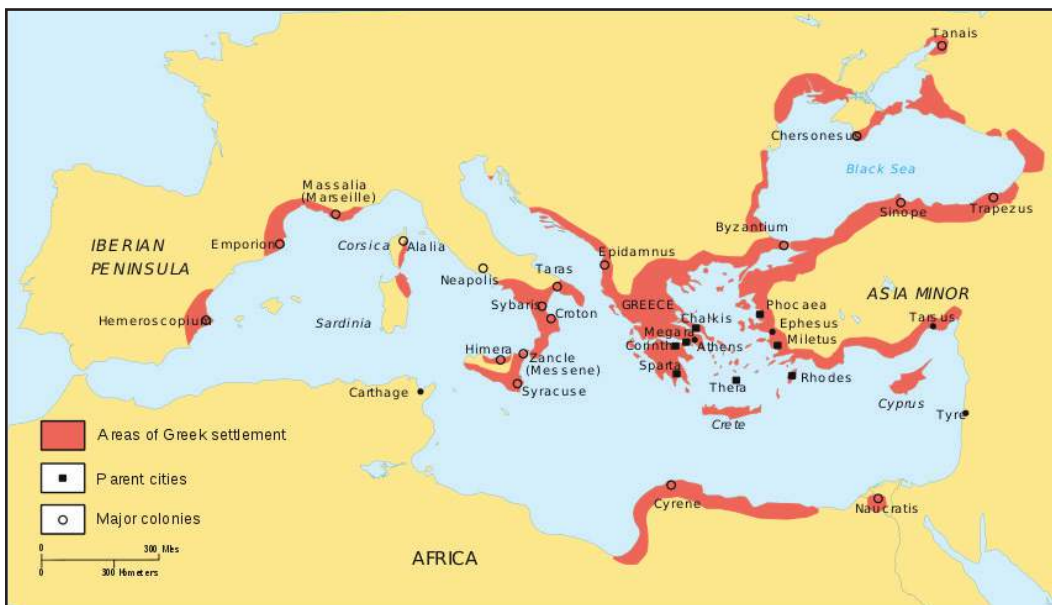 Tanais
Chersonesus
Black Sea
Massalia
(Marseille)
Sinope
Trapezus
Byzantium
Emporion
Corsica
Alalia
IBERIAN
PENINSULA
Epidamnus
Neapolis
Taras
ASIA MINOR
Sybaris
GREECE
Phocaea
Hemeroscopium
Sardinia
Croton
Chalkis
Ephesus
Tarsus
Megara
Miletus
Himera
Corinth
Athens
Zancle
(Messene)
Sparta
Thera
Rhodes
Carthage
Syracuse
Cyprus
Crete
Tyre
Areas of Greek settlement
Parent cities
Cyrene
Naucratis
Major colonies
0
300 Miles
0
300 Kilometers
AFRICA